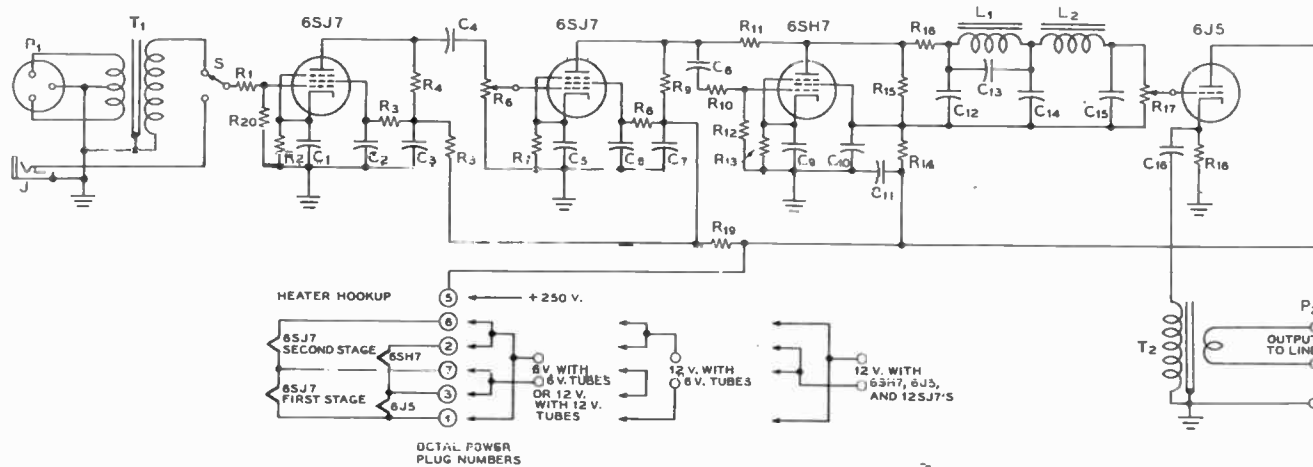 6SJ7
6SJ7
6SH7
6J5
P1
T1
S
R1
R20
R2
C1
C2
R3
R4
C3
C4
R5
R6
R7
C5
C6
R8
C7
R9
C8
R10
R11
R12
R13
C9
C10
C11
R14
R15
R16
L1
L2
C12
C13
C14
C15
R17
C16
R18
J
R19
HEATER HOOKUP
5
+ 250 V.
6
2
7
3
1
6SJ7
SECOND STAGE
6SH7
6SJ7
FIRST STAGE
6J5
6V. WITH
6 V. TUBES
OR 12 V.
WITH 12 V.
TUBES
12 V. WITH
6 V. TUBES
12 V. WITH
6SH7, 6J5,
AND 12SJ7'S
OCTAL POWER
PLUG NUMBERS
T2
P2
OUTPUT
TO LINE